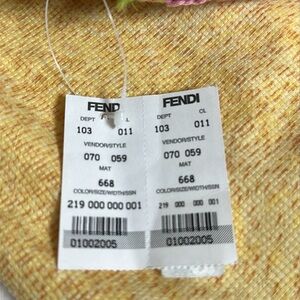 FENDI
DEPT CL
103 011
VENDOR/STYLE
070 059
MAT
668
COLOR/SIZE/WIDTH/SSN
219 000 000 001
01002005
FENDI
DEPT CL
103 011
VENDOR/STYLE
070 059
MAT
668
COLOR/SIZE/WIDTH/SSN
219 000 000 001
01002005